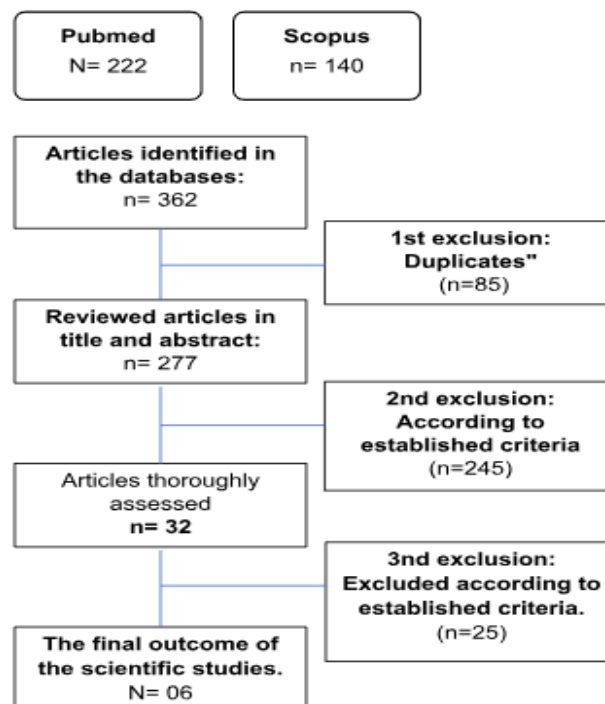 Pubmed
N= 222
Scopus
n= 140
Articles identified in
the databases:
n= 362
1st exclusion:
Duplicates"
(n=85)
Reviewed articles in
title and abstract:
n= 277
2nd exclusion:
According to
established criteria
(n=245)
Articles thoroughly
assessed
n= 32
3nd exclusion:
Excluded according to
established criteria.
(n=25)
The final outcome of
the scientific studies.
N= 06